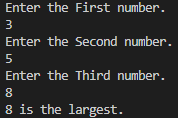 Enter the First number.
3
Enter the Second number.
5
Enter the Third number.
8
8 is the largest.